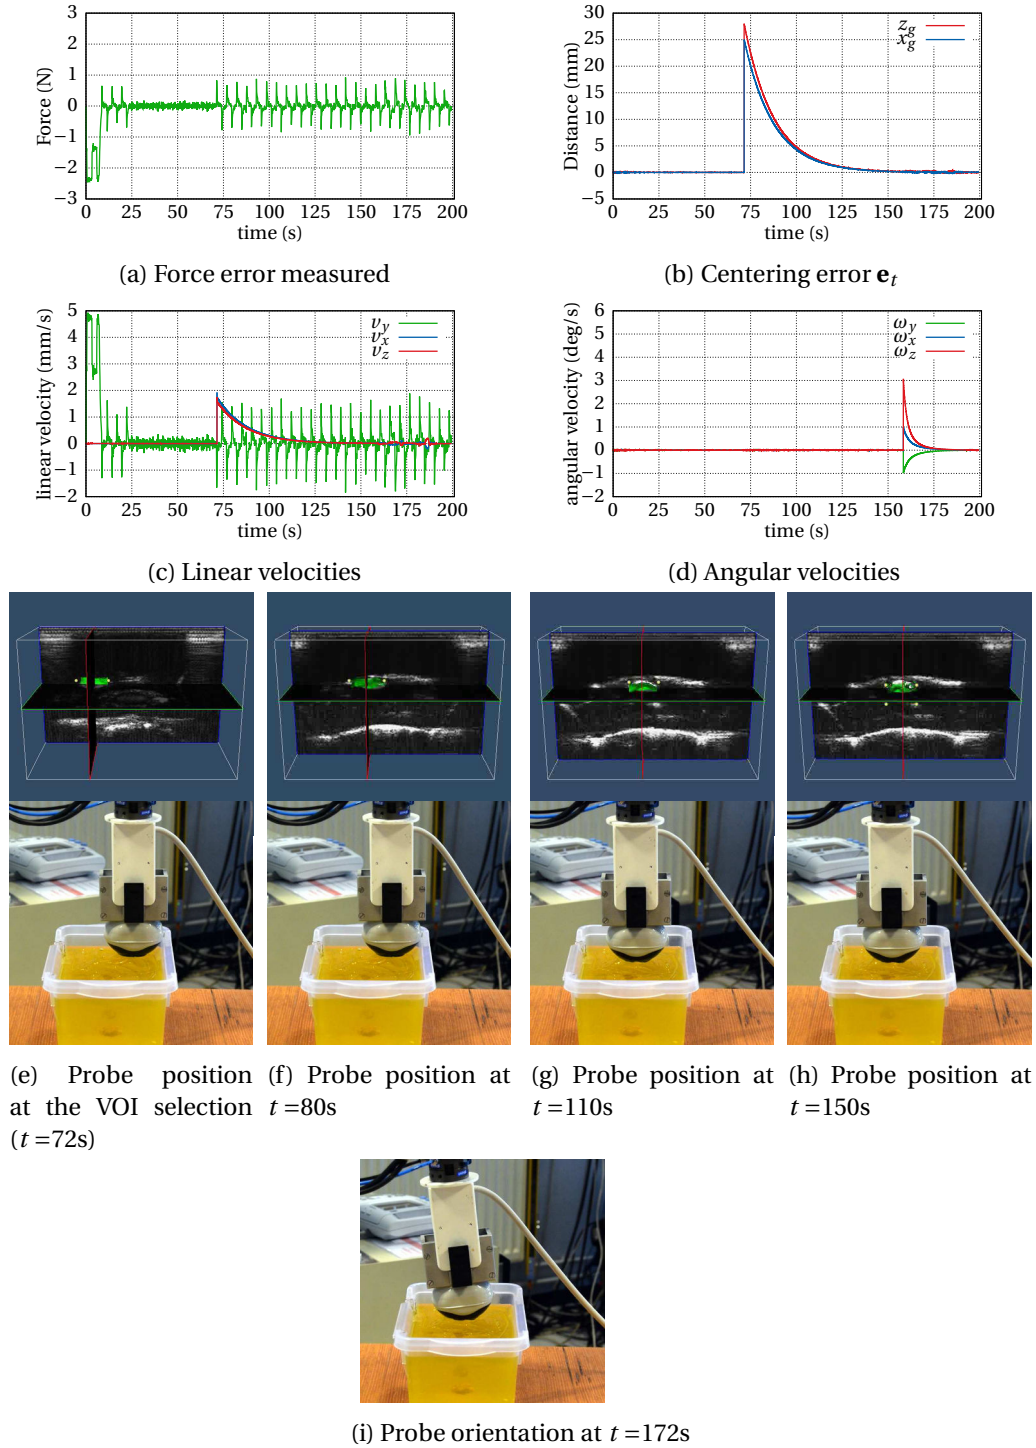 3
2
1
0
−1
−2
−3
Force (N)
0 25 50 75 100 125 150 175 200
time (s)
(a) Force error measured
30
25
20
15
10
5
0
−5
Distance (mm)
z_g
x_g
0 25 50 75 100 125 150 175 200
time (s)
(b) Centering error e_t
5
4
3
2
1
0
−1
−2
linear velocity (mm/s)
v_y
v_x
v_z
0 25 50 75 100 125 150 175 200
time (s)
(c) Linear velocities
6
5
4
3
2
1
0
−1
−2
angular velocity (deg/s)
ω_y
ω_x
ω_z
0 25 50 75 100 125 150 175 200
time (s)
(d) Angular velocities
(e) Probe position
at the VOI selection
(t =72s)
(f) Probe position at
t =80s
(g) Probe position at
t =110s
(h) Probe position at
t =150s
(i) Probe orientation at t =172s